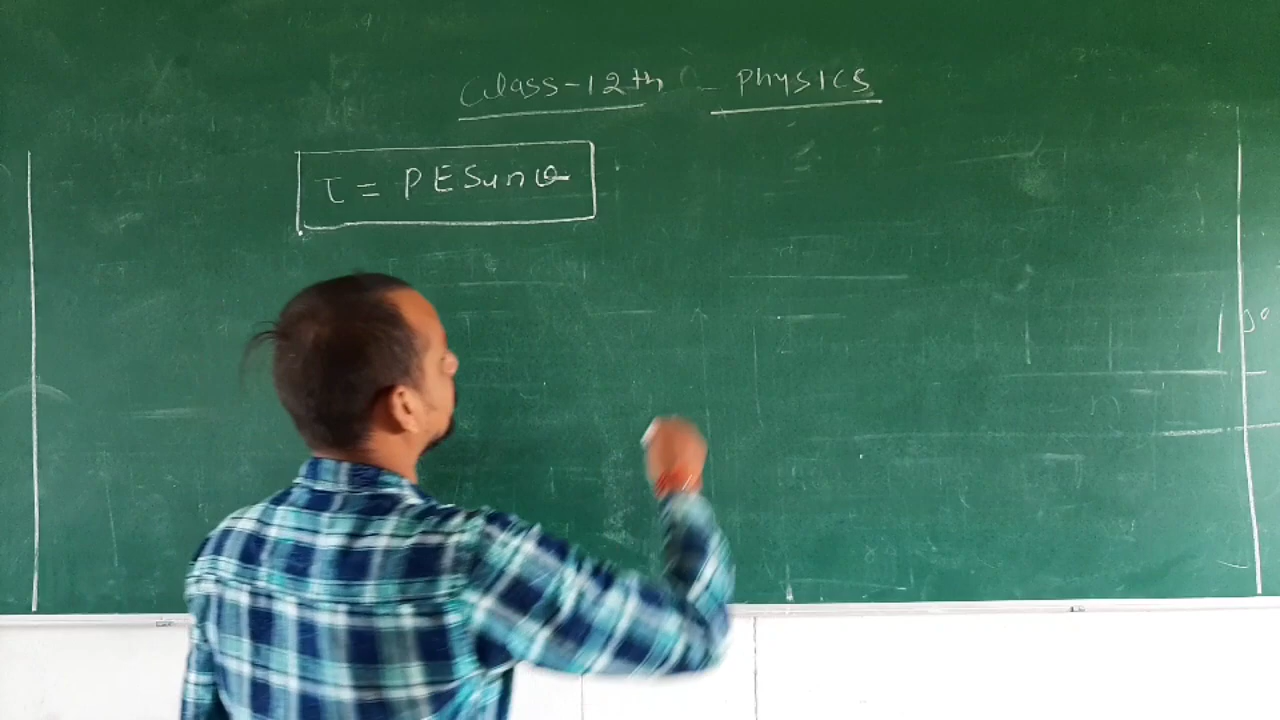 Class-12th - Physics
τ = PESinθ